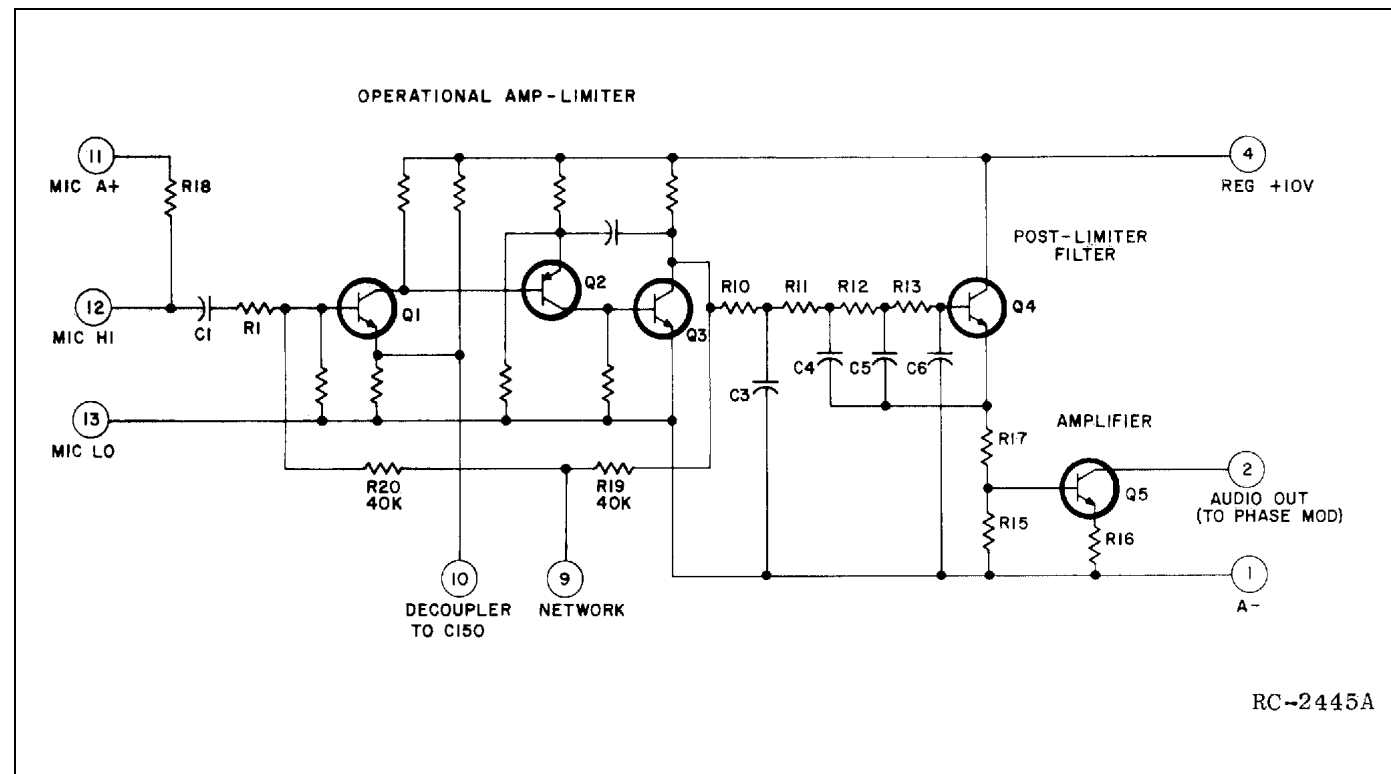 OPERATIONAL AMP-LIMITER
11
MIC A+
R18
4
REG +10V
POST-LIMITER
FILTER
12
MIC HI
C1
R1
Q1
Q2
Q3
R10
R11
R12
R13
Q4
C3
C4
C5
C6
13
MIC LO
R20
40K
R19
40K
R17
AMPLIFIER
Q5
2
AUDIO OUT
(TO PHASE MOD)
R15
R16
10
DECOUPLER
TO C150
9
NETWORK
1
A-
RC-2445A